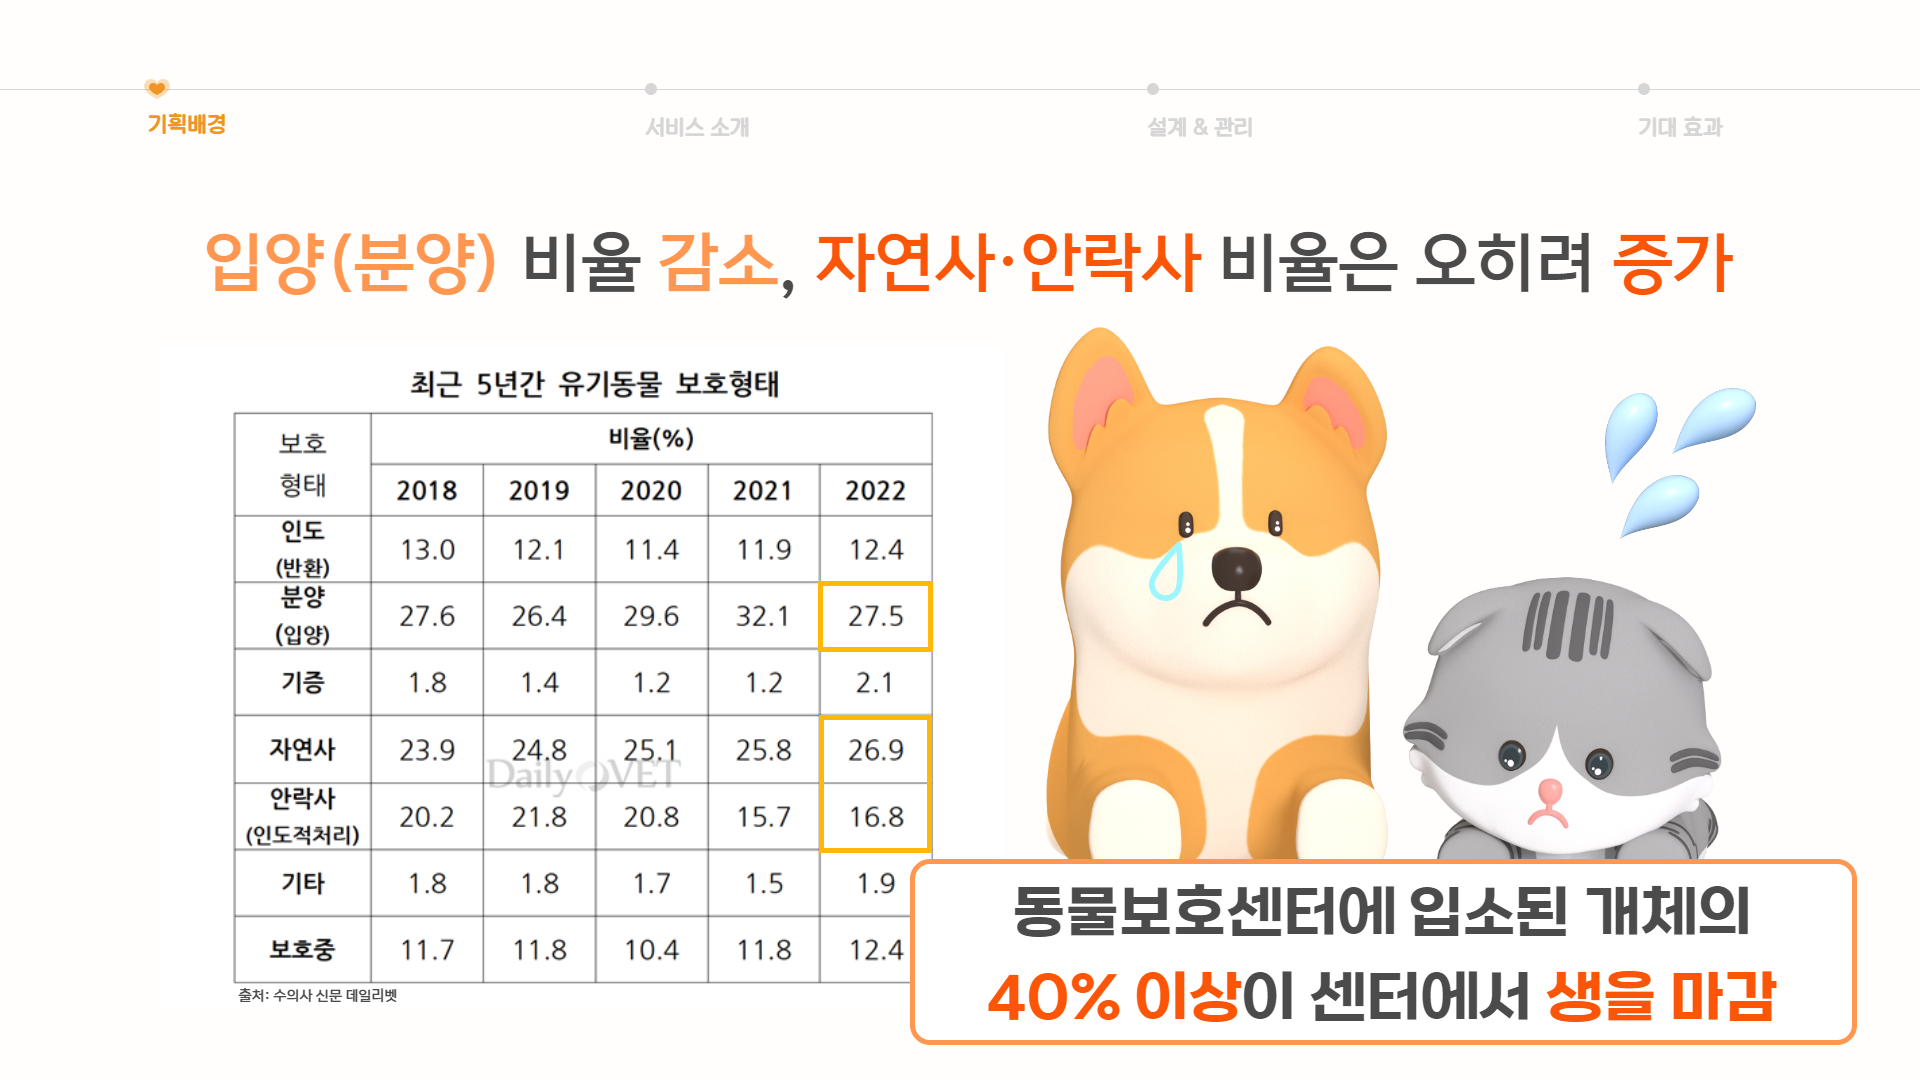 기획배경
서비스 소개
설계 & 관리
기대 효과
입양(분양) 비율 감소, 자연사·안락사 비율은 오히려 증가
최근 5년간 유기동물 보호형태
보호
형태
비율(%)
2018 2019 2020 2021 2022
인도
(반환)
13.0 12.1 11.4 11.9 12.4
분양
(입양)
27.6 26.4 29.6 32.1 27.5
기증 1.8 1.4 1.2 1.2 2.1
자연사 23.9 24.8 25.1 25.8 26.9
DailyVET
안락사
(인도적처리)
20.2 21.8 20.8 15.7 16.8
기타 1.8 1.8 1.7 1.5 1.9
보호중 11.7 11.8 10.4 11.8 12.4
출처: 수의사 신문 데일리벳
동물보호센터에 입소된 개체의
40% 이상이 센터에서 생을 마감